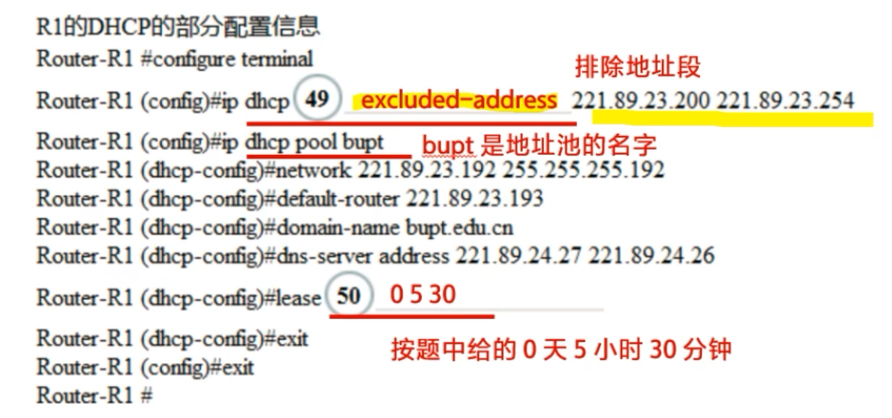 R1的DHCP的部分配置信息
Router-R1 #configure terminal
排除地址段
Router-R1 (config)#ip dhcp 49 excluded-address 221.89.23.200 221.89.23.254
Router-R1 (config)#ip dhcp pool bupt bupt 是地址池的名字
Router-R1 (dhcp-config)#network 221.89.23.192 255.255.255.192
Router-R1 (dhcp-config)#default-router 221.89.23.193
Router-R1 (dhcp-config)#domain-name bupt.edu.cn
Router-R1 (dhcp-config)#dns-server address 221.89.24.27 221.89.24.26
Router-R1 (dhcp-config)#lease 50 0 5 30
Router-R1 (dhcp-config)#exit
按题中给的 0 天 5 小时 30 分钟
Router-R1 (config)#exit
Router-R1 #